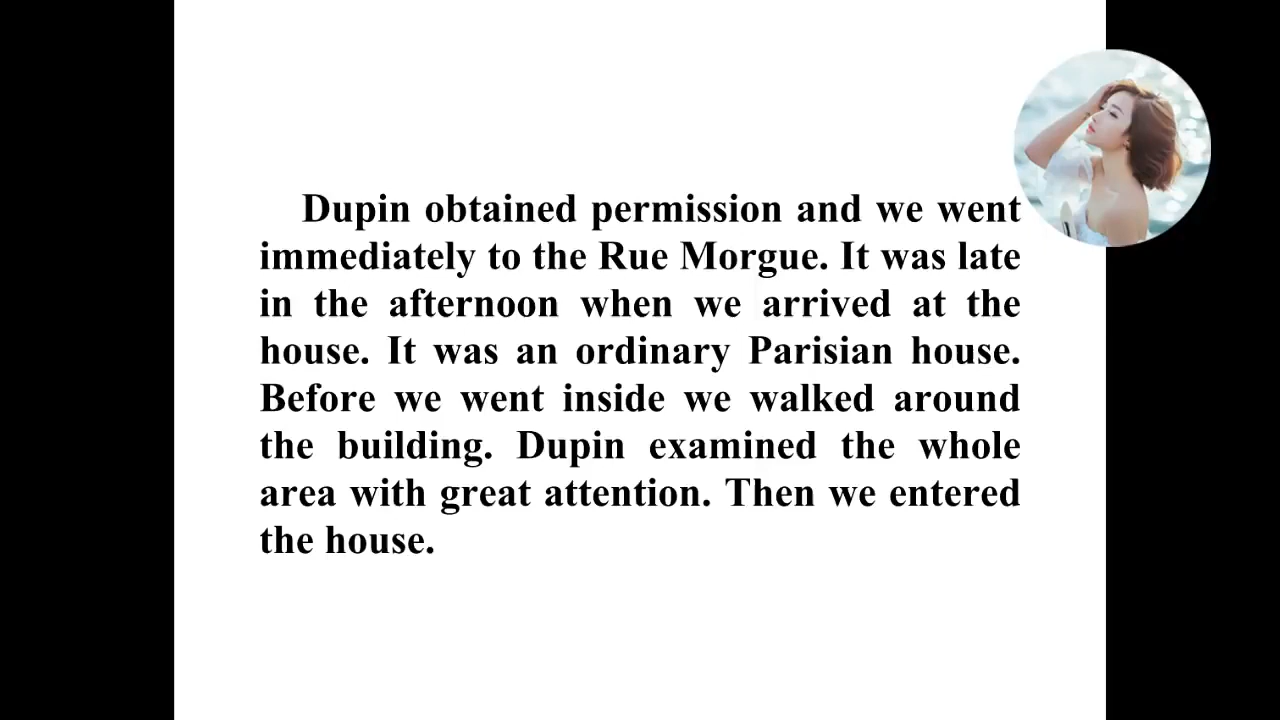 Dupin obtained permission and we went
immediately to the Rue Morgue. It was late
in the afternoon when we arrived at the
house. It was an ordinary Parisian house.
Before we went inside we walked around
the building. Dupin examined the whole
area with great attention. Then we entered
the house.